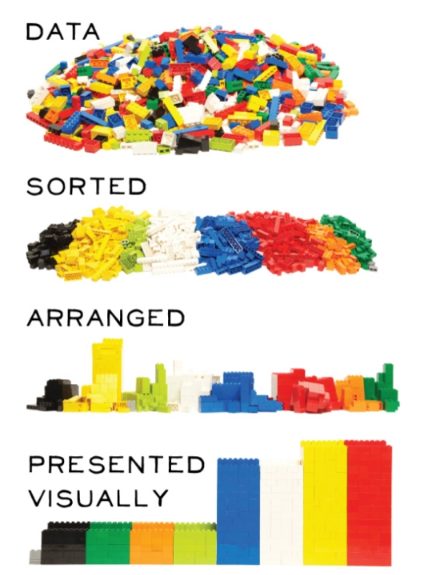 DATA
SORTED
ARRANGED
PRESENTED
VISUALLY